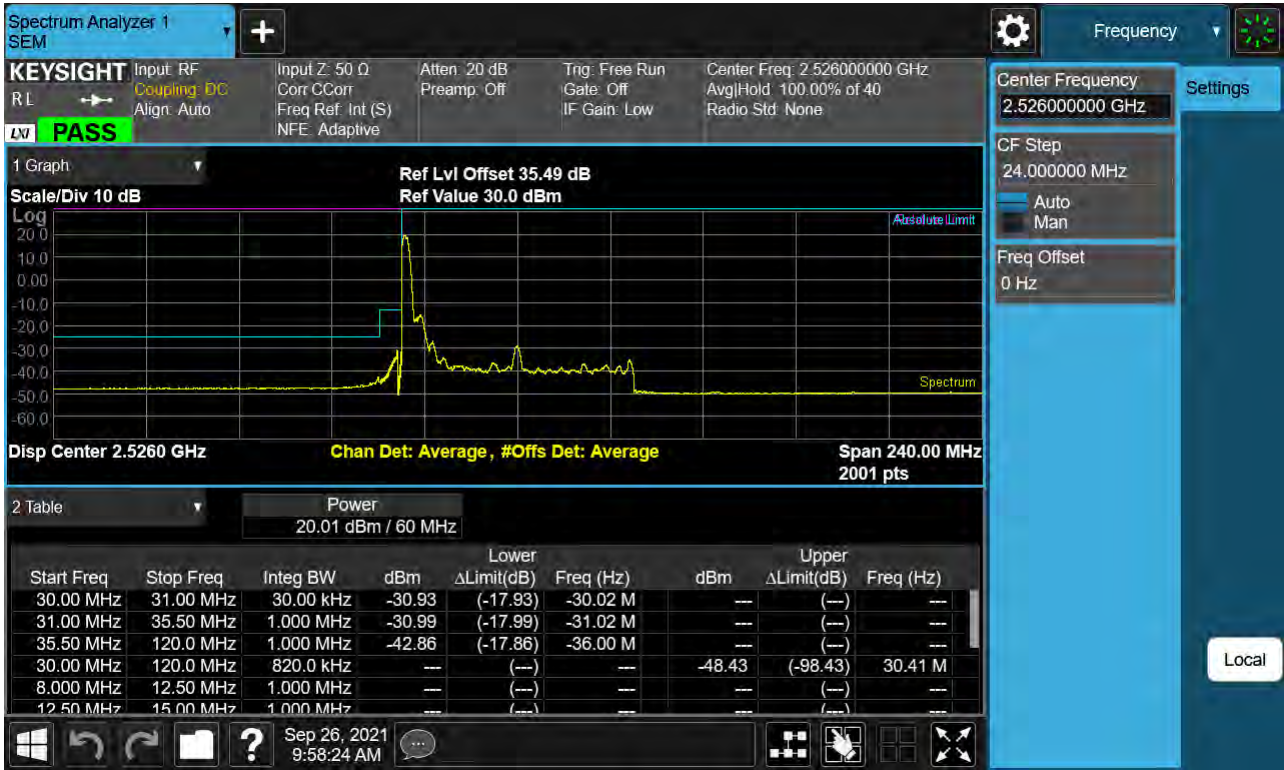 Spectrum Analyzer 1
SEM
Frequency
KEYSIGHT
R L
LXI
PASS
Input: RF
Coupling: DC
Align: Auto
Input Z: 50 Ω
Corr CCorr
Freq Ref: Int (S)
NFE: Adaptive
Atten: 20 dB
Preamp: Off
Trig: Free Run
Gate: Off
IF Gain: Low
Center Freq: 2.526000000 GHz
Avg|Hold: 100.00% of 40
Radio Std: None
Center Frequency
2.526000000 GHz
Settings
CF Step
24.000000 MHz
Auto
Man
Freq Offset
0 Hz
Local
1 Graph
Scale/Div 10 dB
Ref Lvl Offset 35.49 dB
Ref Value 30.0 dBm
Log
20.0
10.0
0.00
-10.0
-20.0
-30.0
-40.0
-50.0
-60.0
Limit
Spectrum
Disp Center 2.5260 GHz
Chan Det: Average, #Offs Det: Average
Span 240.00 MHz
2001 pts
2 Table
Power
20.01 dBm / 60 MHz
Lower Upper
Start Freq Stop Freq Integ BW dBm ΔLimit(dB) Freq (Hz) dBm ΔLimit(dB) Freq (Hz)
30.00 MHz 31.00 MHz 30.00 kHz -30.93 (-17.93) -30.02 M --- (---) ---
31.00 MHz 35.50 MHz 1.000 MHz -30.99 (-17.99) -31.02 M --- (---) ---
35.50 MHz 120.0 MHz 1.000 MHz -42.86 (-17.86) -36.00 M --- (---) ---
30.00 MHz 120.0 MHz 820.0 kHz --- (---) --- -48.43 (-98.43) 30.41 M
8.000 MHz 12.50 MHz 1.000 MHz --- (---) --- --- (---) ---
12.50 MHz 15.00 MHz 1.000 MHz --- (---) --- --- (---) ---
Sep 26, 2021
9:58:24 AM